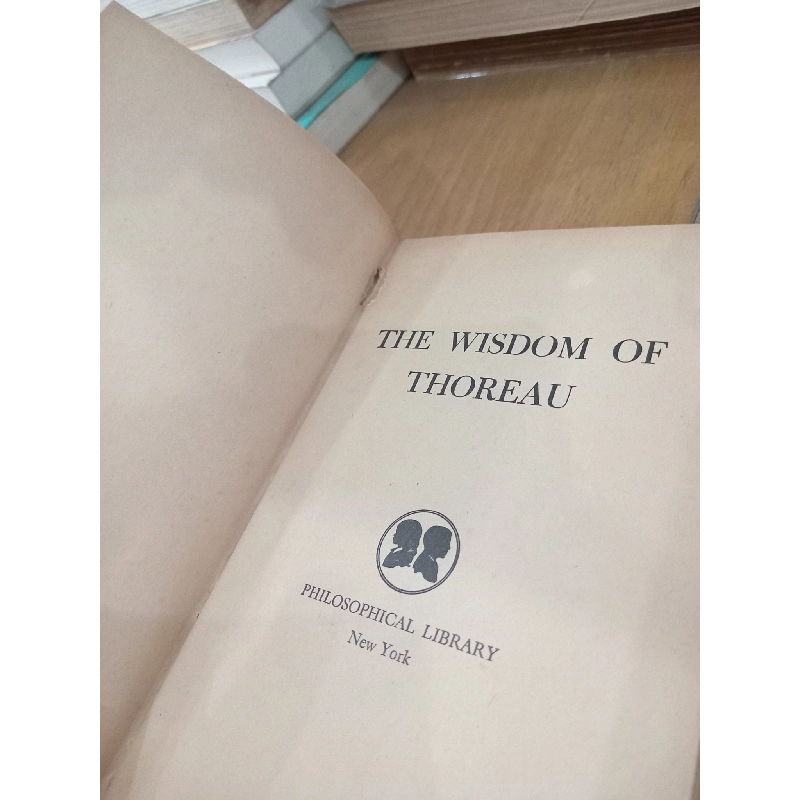 THE WISDOM OF
THOREAU
PHILOSOPHICAL LIBRARY
New York